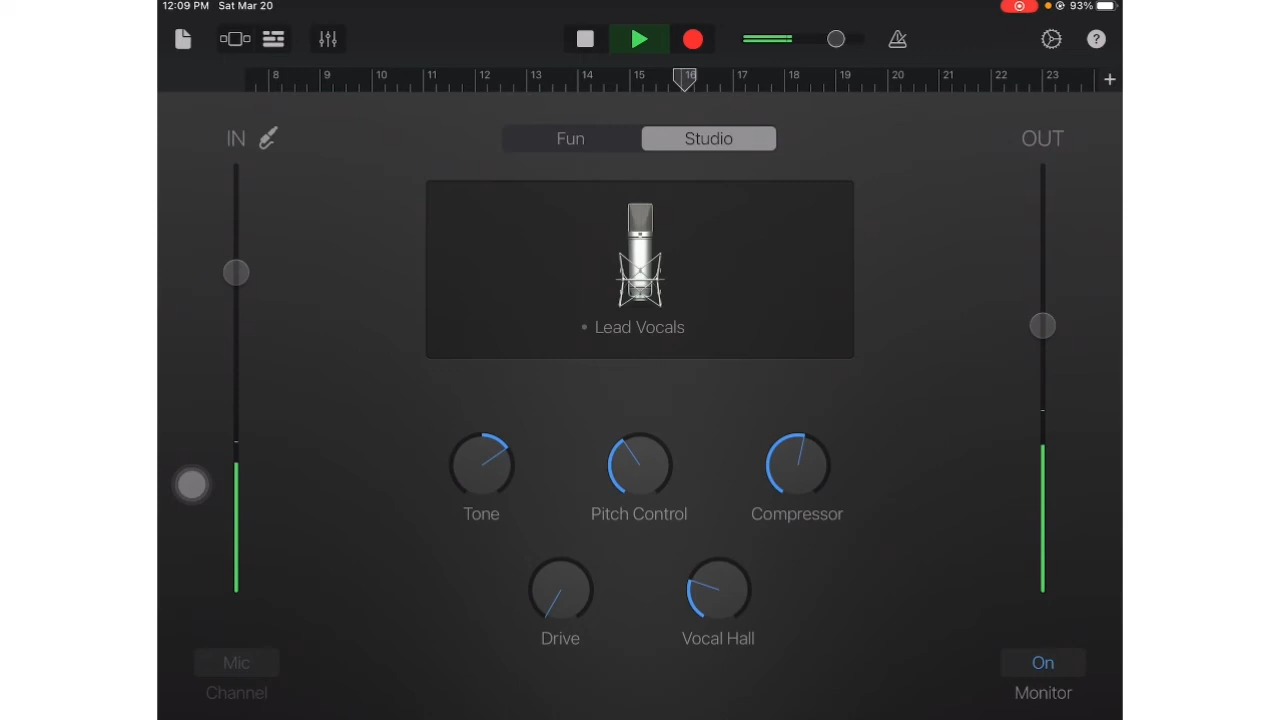 12:09 PM Sat Mar 20 93%
?
8 9 10 11 12 13 14 15 16 17 18 19 20 21 22 23 +
IN Fun Studio OUT
Lead Vocals
Tone Pitch Control Compressor
Drive Vocal Hall
Mic On
Channel Monitor